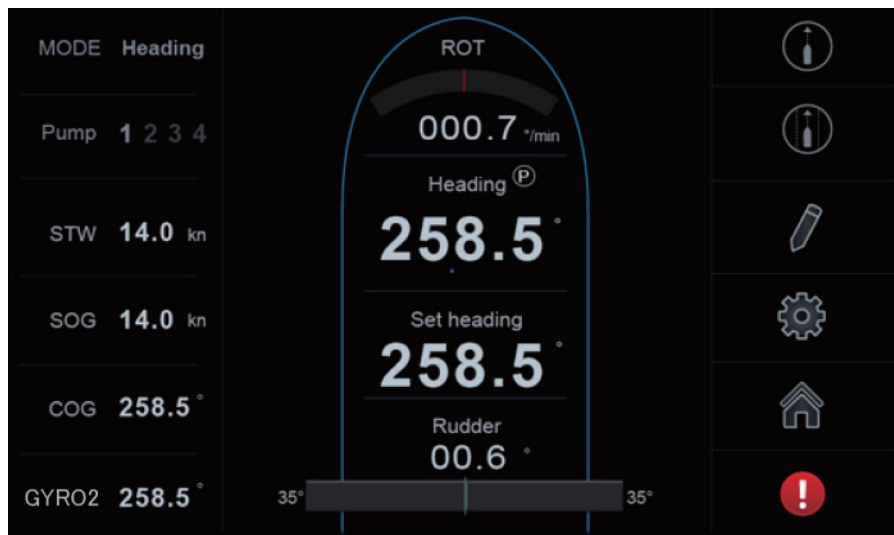 MODE Heading
Pump 1 2 3 4
STW 14.0 kn
SOG 14.0 kn
COG 258.5°
GYRO2 258.5°
ROT
000.7 °/min
Heading Ⓟ
258.5°
Set heading
258.5°
Rudder
00.6 °
35° 35°
!